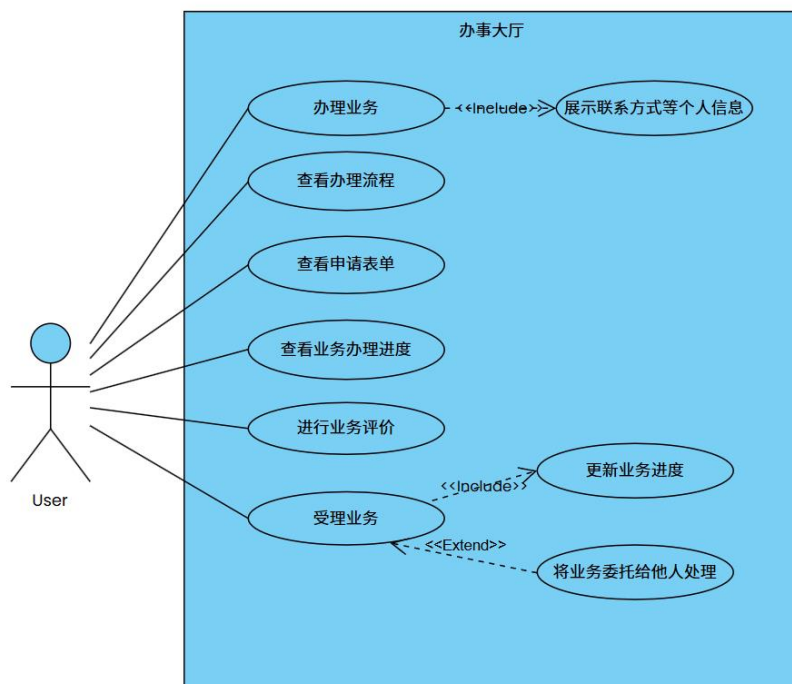 办事大厅
办理业务
<<Include>>
展示联系方式等个人信息
查看办理流程
查看申请表单
查看业务办理进度
进行业务评价
更新业务进度
<<Include>>
受理业务
<<Extend>>
将业务委托给他人处理
User